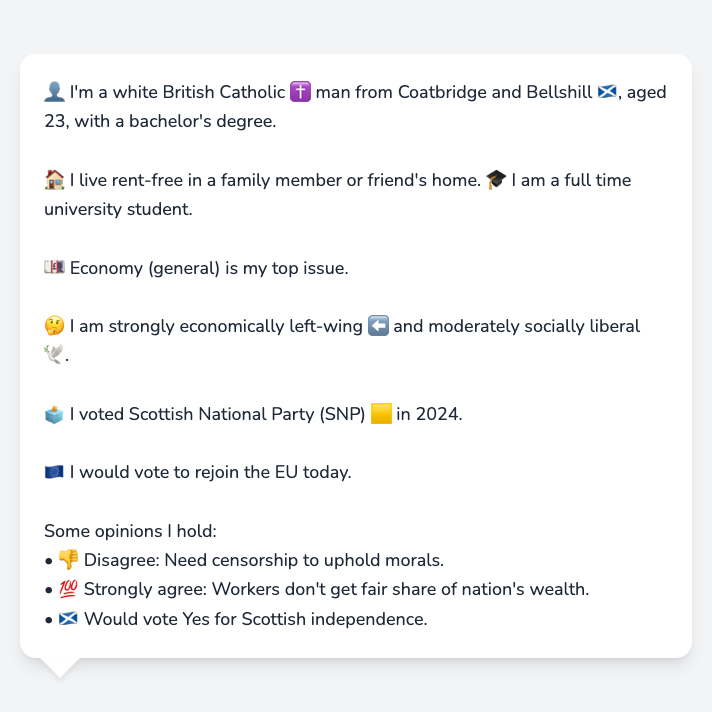 👤 I'm a white British Catholic ✝️ man from Coatbridge and Bellshill 🏴󠁧󠁢󠁳󠁣󠁴󠁿, aged
23, with a bachelor's degree.
🏠 I live rent-free in a family member or friend's home. 🎓 I am a full time
university student.
💷 Economy (general) is my top issue.
🤔 I am strongly economically left-wing ⬅️ and moderately socially liberal
🕊️.
🗳️ I voted Scottish National Party (SNP) 🟨 in 2024.
🇪🇺 I would vote to rejoin the EU today.
Some opinions I hold:
• 👎 Disagree: Need censorship to uphold morals.
• 💯 Strongly agree: Workers don't get fair share of nation's wealth.
• 🏴󠁧󠁢󠁳󠁣󠁴󠁿 Would vote Yes for Scottish independence.